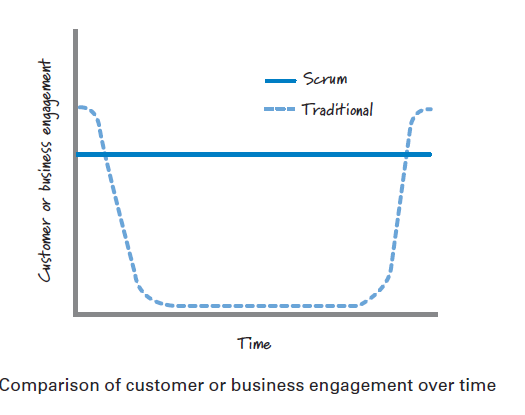 Scrum
Traditional
Customer or business engagement
Time
Comparison of customer or business engagement over time